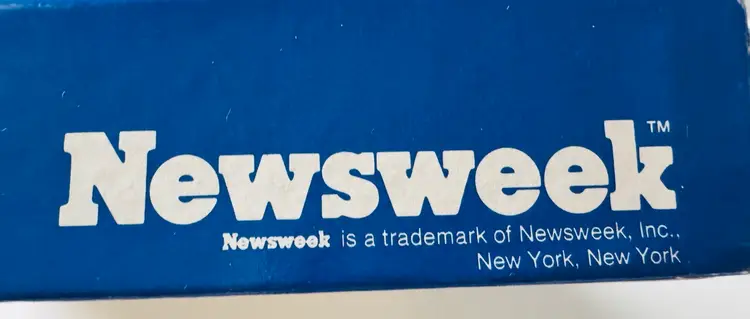 Newsweek™
Newsweek is a trademark of Newsweek, Inc.,
New York, New York